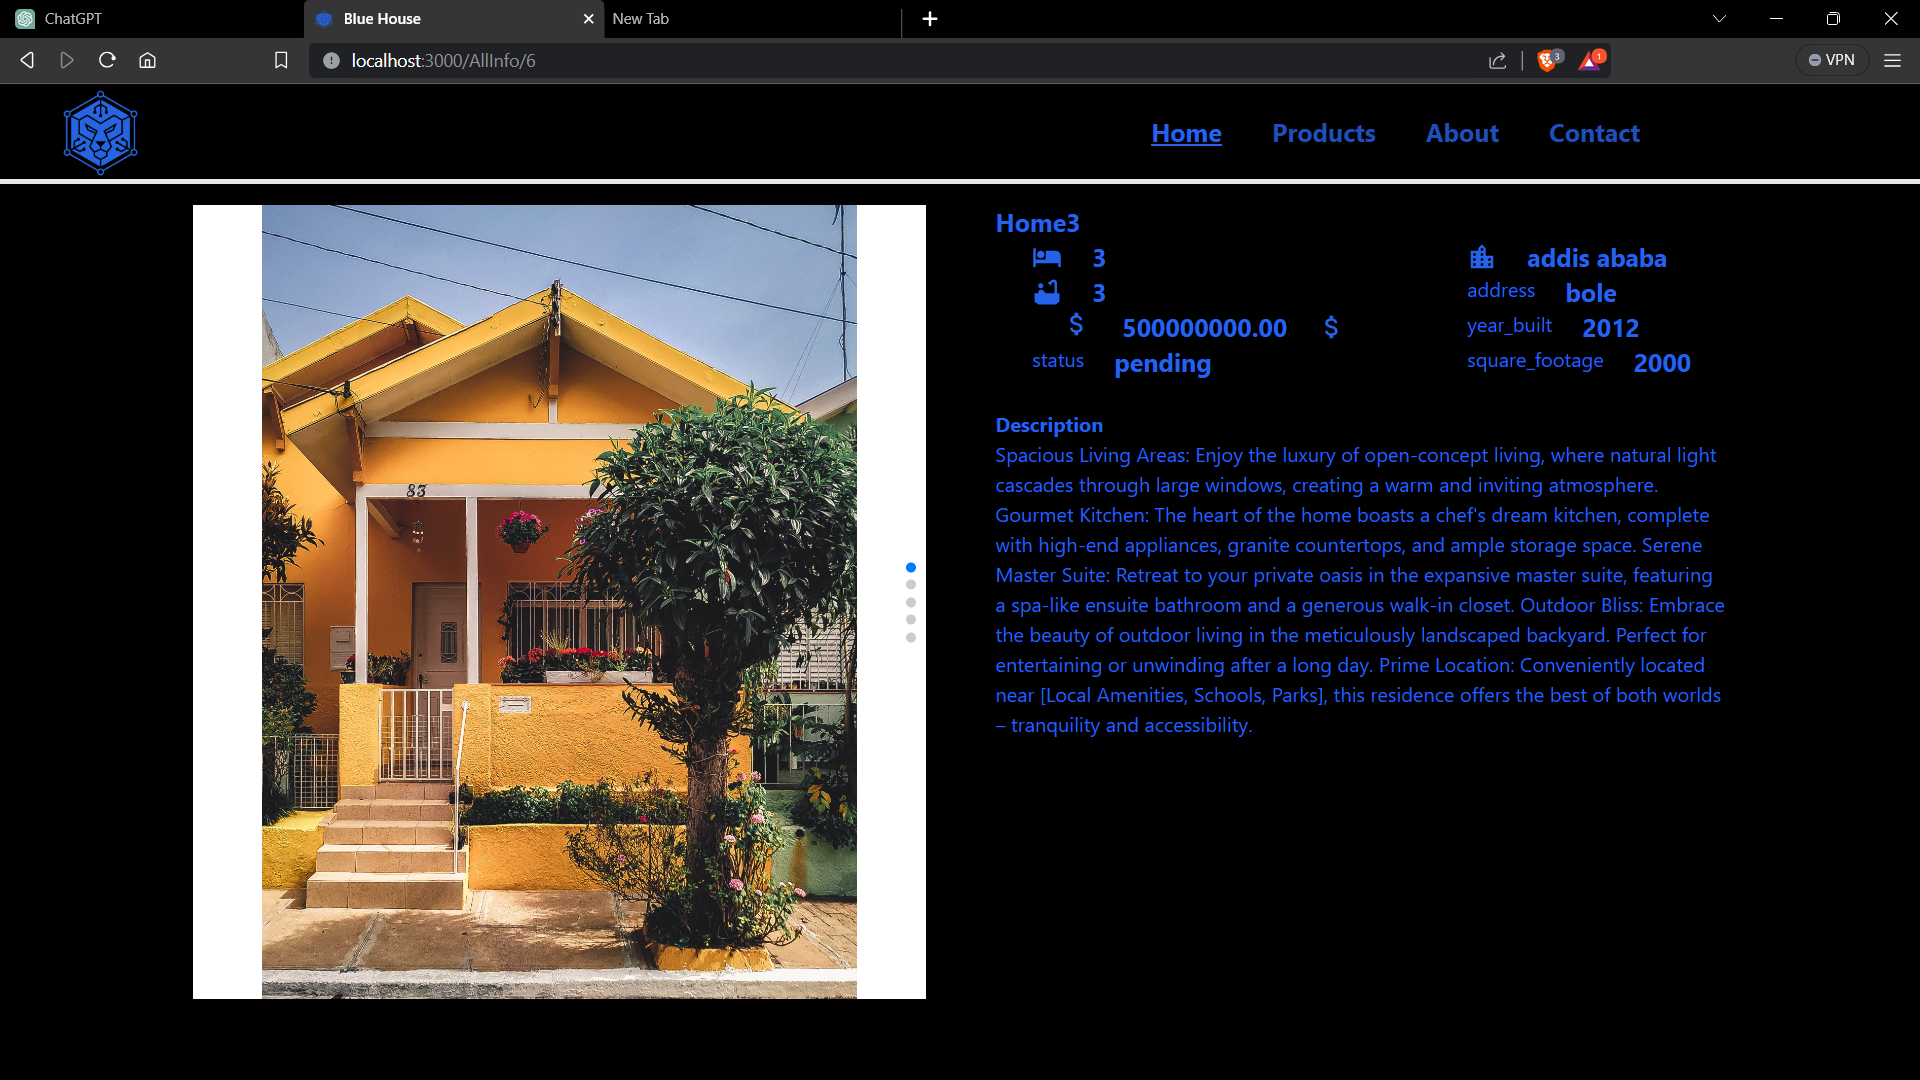 ChatGPT
Blue House
New Tab
localhost:3000/AllInfo/6
3
1
VPN
Home
Products
About
Contact
Home3
3
3
$ 500000000.00 $
status pending
addis ababa
address bole
year_built 2012
square_footage 2000
83
Description
Spacious Living Areas: Enjoy the luxury of open-concept living, where natural light
cascades through large windows, creating a warm and inviting atmosphere.
Gourmet Kitchen: The heart of the home boasts a chef's dream kitchen, complete
with high-end appliances, granite countertops, and ample storage space. Serene
Master Suite: Retreat to your private oasis in the expansive master suite, featuring
a spa-like ensuite bathroom and a generous walk-in closet. Outdoor Bliss: Embrace
the beauty of outdoor living in the meticulously landscaped backyard. Perfect for
entertaining or unwinding after a long day. Prime Location: Conveniently located
near [Local Amenities, Schools, Parks], this residence offers the best of both worlds
– tranquility and accessibility.